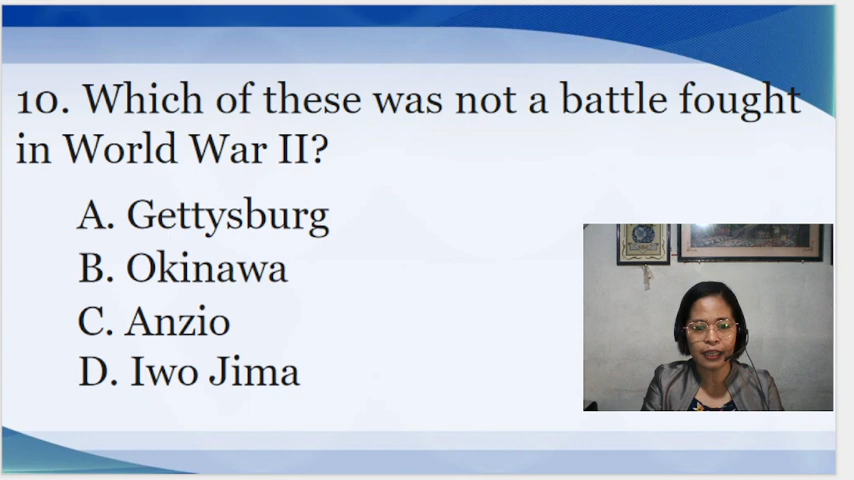 10. Which of these was not a battle fought
in World War II?
A. Gettysburg
B. Okinawa
C. Anzio
D. Iwo Jima